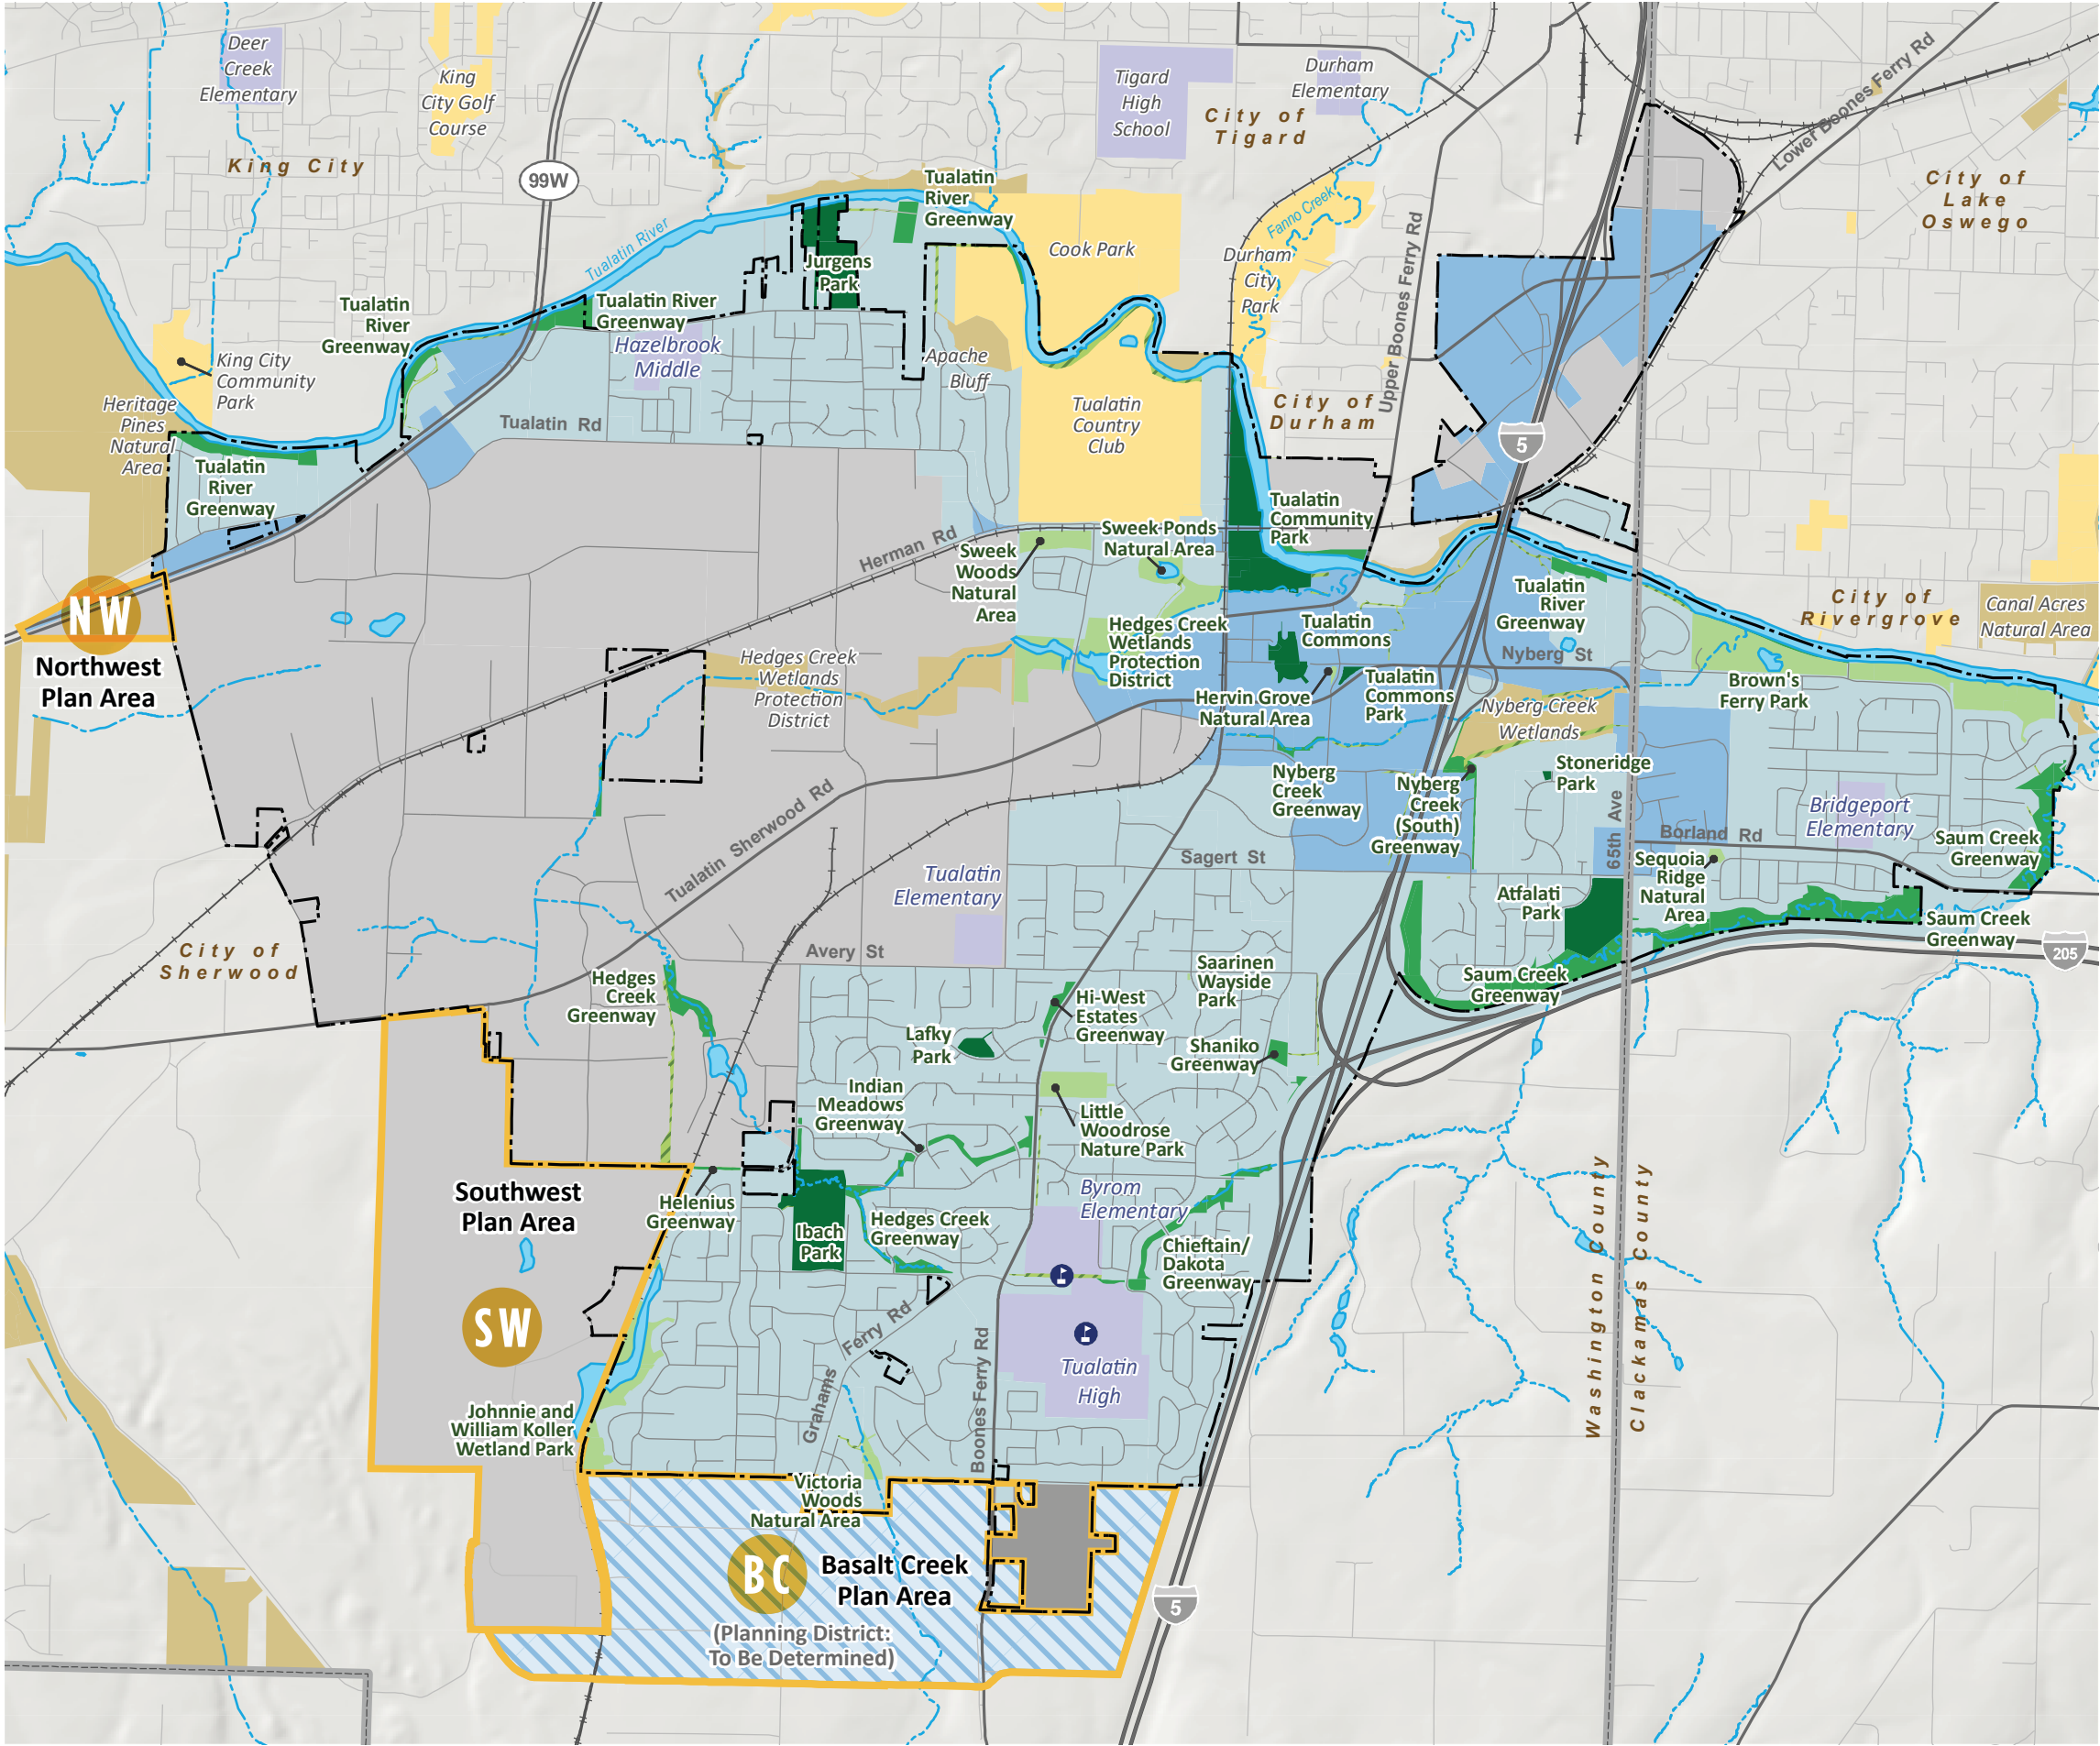 Deer
Creek
Elementary
King
City Golf
Course
King City
99W
Tigard
High
School
Durham
Elementary
City of
Tigard
Lower Boones Ferry Rd
City of
Lake
Oswego
Tualatin
River
Greenway
Tualatin River
Fanno Creek
Cook Park
Durham
City
Park
Upper Boones Ferry Rd
Jurgens
Park
Tualatin
River
Greenway
Tualatin River
Greenway
Hazelbrook
Middle
King City
Community
Park
Apache
Bluff
Heritage
Pines
Natural
Area
Tualatin
Country
Club
City of
Durham
Tualatin Rd
5
Tualatin
River
Greenway
Tualatin
Community
Park
Herman Rd
Sweek
Woods
Natural
Area
Sweek Ponds
Natural Area
NW
Northwest
Plan Area
Tualatin
River
Greenway
City of
Rivergrove
Canal Acres
Natural Area
Hedges Creek
Wetlands
Protection
District
Hedges Creek
Wetlands
Protection
District
Tualatin
Commons
Nyberg St
Hervin Grove
Natural Area
Tualatin
Commons
Park
Brown's
Ferry Park
Nyberg Creek
Wetlands
Nyberg
Creek
Greenway
Nyberg
Creek
(South)
Greenway
Stoneridge
Park
65th Ave
Bridgeport
Elementary
Borland Rd
Saum Creek
Greenway
Tualatin Sherwood Rd
Sagert St
Sequoia
Ridge
Natural
Area
Tualatin
Elementary
Atfalati
Park
Saum Creek
Greenway
205
City of
Sherwood
Avery St
Hedges
Creek
Greenway
Saarinen
Wayside
Park
Saum Creek
Greenway
Hi-West
Estates
Greenway
Lafky
Park
Shaniko
Greenway
Indian
Meadows
Greenway
Little
Woodrose
Nature Park
Southwest
Plan Area
Helenius
Greenway
Byrom
Elementary
Ibach
Park
Hedges Creek
Greenway
Chieftain/
Dakota
Greenway
Washington County
Clackamas County
SW
Grahams Ferry Rd
Boones Ferry Rd
Tualatin
High
Johnnie and
William Koller
Wetland Park
Victoria
Woods
Natural Area
BC
Basalt Creek
Plan Area
(Planning District:
To Be Determined)
5